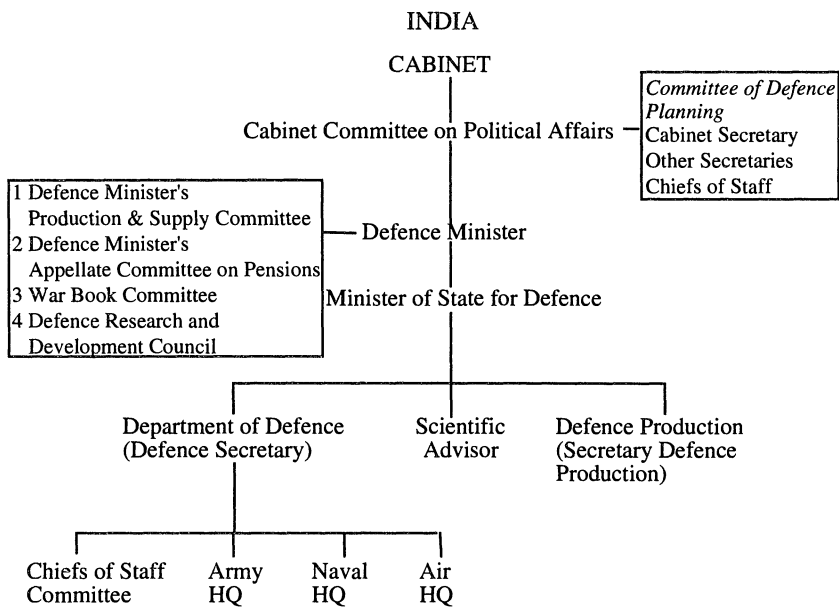 INDIA
CABINET
Cabinet Committee on Political Affairs
Committee of Defence
Planning
Cabinet Secretary
Other Secretaries
Chiefs of Staff
1 Defence Minister's
Production & Supply Committee
2 Defence Minister's
Appellate Committee on Pensions
3 War Book Committee
4 Defence Research and
Development Council
Defence Minister
Minister of State for Defence
Department of Defence
(Defence Secretary)
Scientific
Advisor
Defence Production
(Secretary Defence
Production)
Chiefs of Staff
Committee
Army
HQ
Naval
HQ
Air
HQ